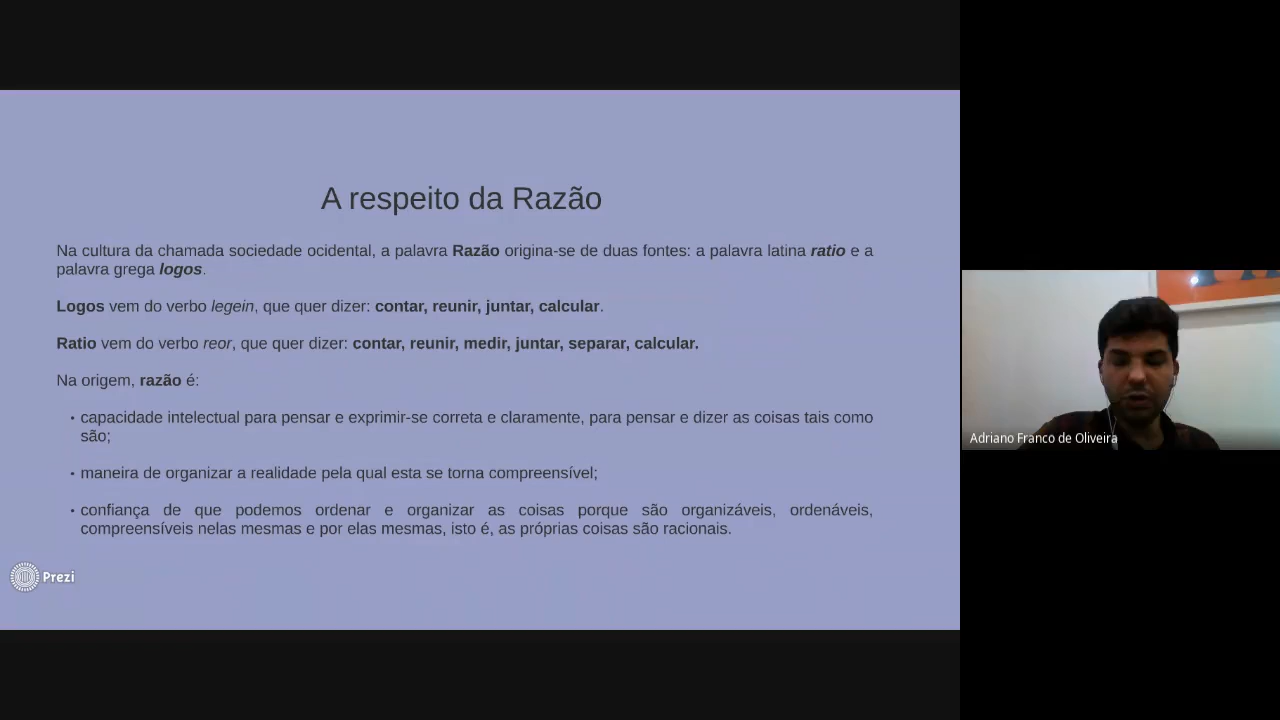 A respeito da Razão
Na cultura da chamada sociedade ocidental, a palavra Razão origina-se de duas fontes: a palavra latina ratio e a
palavra grega logos.
Logos vem do verbo legein, que quer dizer: contar, reunir, juntar, calcular.
Ratio vem do verbo reor, que quer dizer: contar, reunir, medir, juntar, separar, calcular.
Na origem, razão é:
• capacidade intelectual para pensar e exprimir-se correta e claramente, para pensar e dizer as coisas tais como
são;
• maneira de organizar a realidade pela qual esta se torna compreensível;
• confiança de que podemos ordenar e organizar as coisas porque são organizáveis, ordenáveis,
compreensíveis nelas mesmas e por elas mesmas, isto é, as próprias coisas são racionais.
Prezi
Adriano Franco de Oliveira